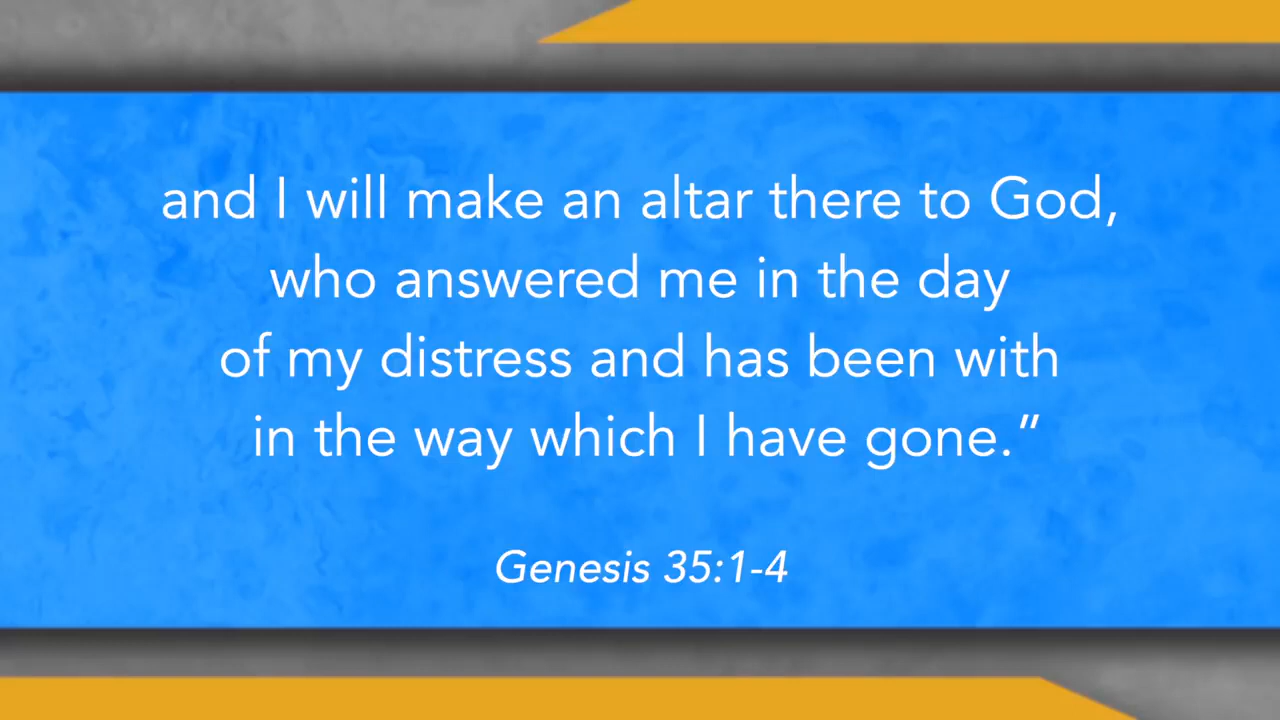 and I will make an altar there to God,
who answered me in the day
of my distress and has been with
in the way which I have gone.”
Genesis 35:1-4